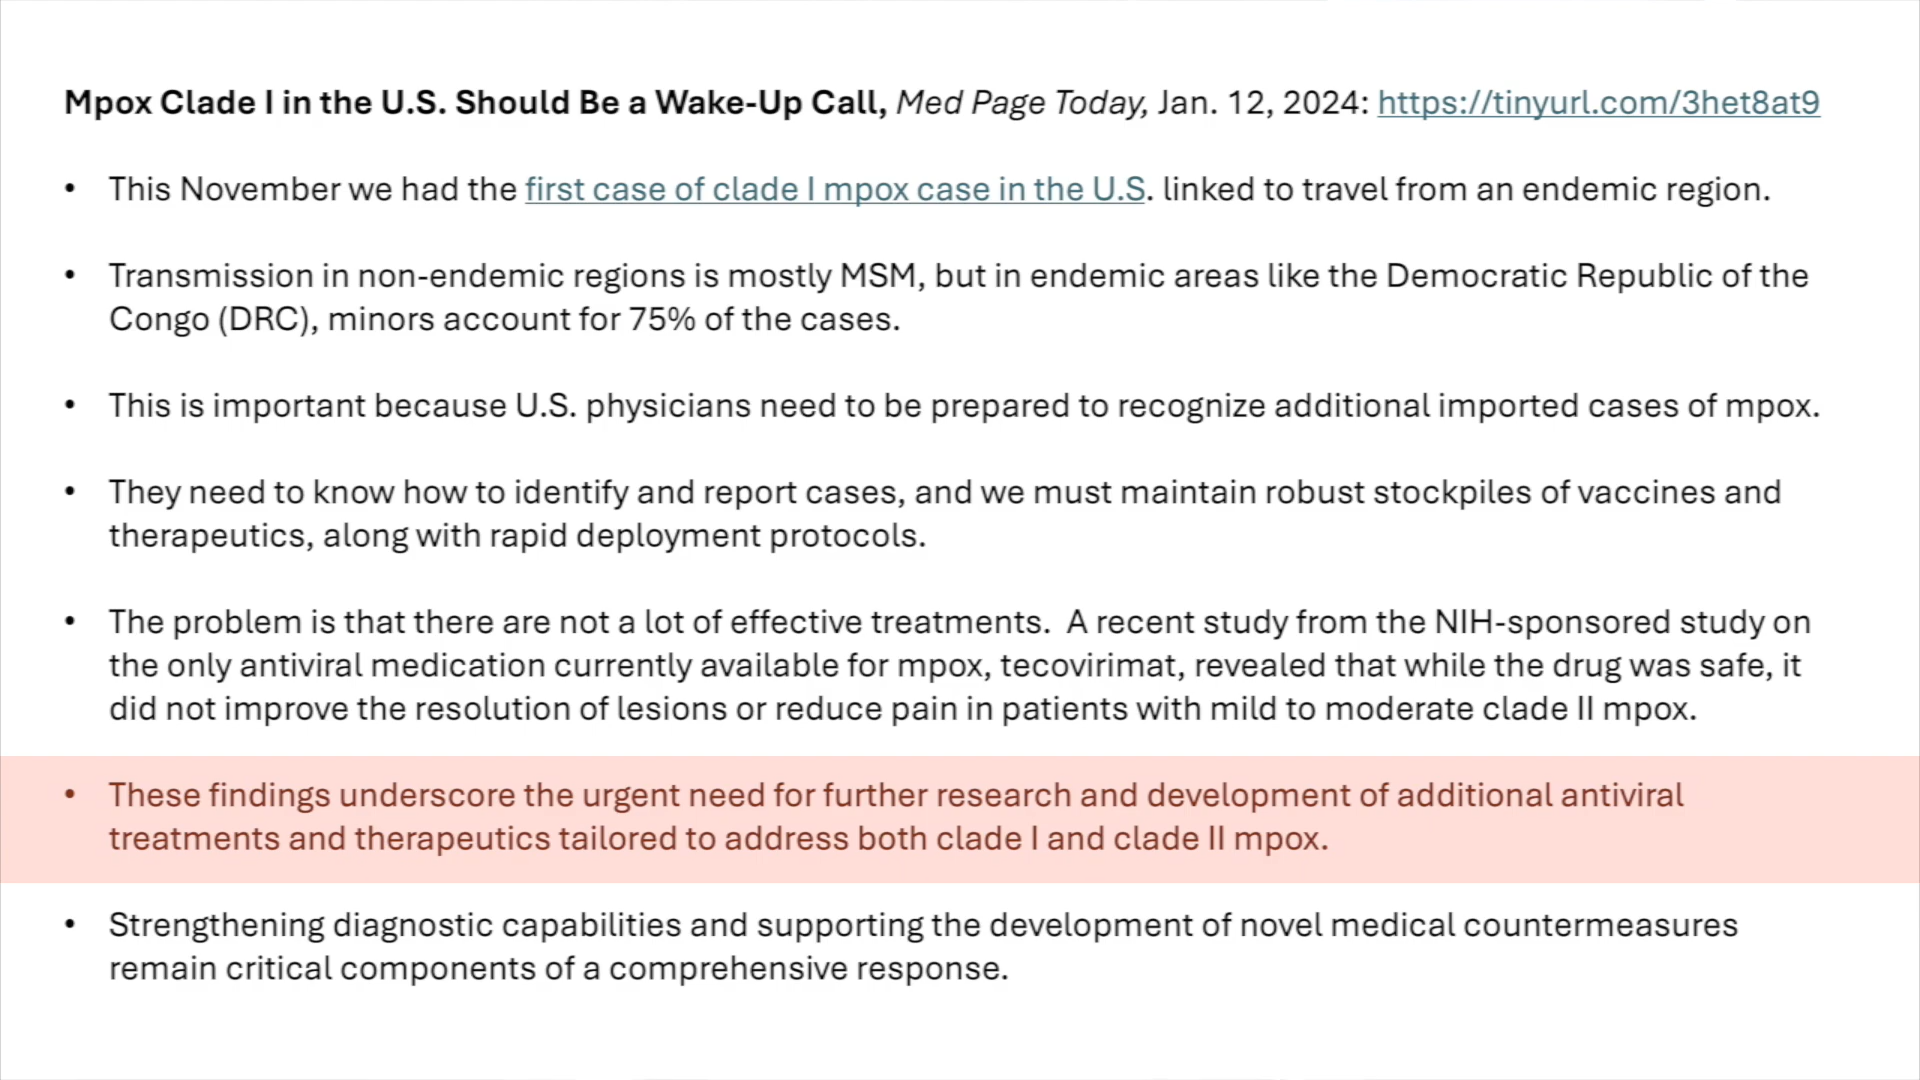 Mpox Clade I in the U.S. Should Be a Wake-Up Call, Med Page Today, Jan. 12, 2024: https://tinyurl.com/3het8at9
• This November we had the first case of clade I mpox case in the U.S. linked to travel from an endemic region.
• Transmission in non-endemic regions is mostly MSM, but in endemic areas like the Democratic Republic of the
Congo (DRC), minors account for 75% of the cases.
• This is important because U.S. physicians need to be prepared to recognize additional imported cases of mpox.
• They need to know how to identify and report cases, and we must maintain robust stockpiles of vaccines and
therapeutics, along with rapid deployment protocols.
• The problem is that there are not a lot of effective treatments.  A recent study from the NIH-sponsored study on
the only antiviral medication currently available for mpox, tecovirimat, revealed that while the drug was safe, it
did not improve the resolution of lesions or reduce pain in patients with mild to moderate clade II mpox.
• These findings underscore the urgent need for further research and development of additional antiviral
treatments and therapeutics tailored to address both clade I and clade II mpox.
• Strengthening diagnostic capabilities and supporting the development of novel medical countermeasures
remain critical components of a comprehensive response.